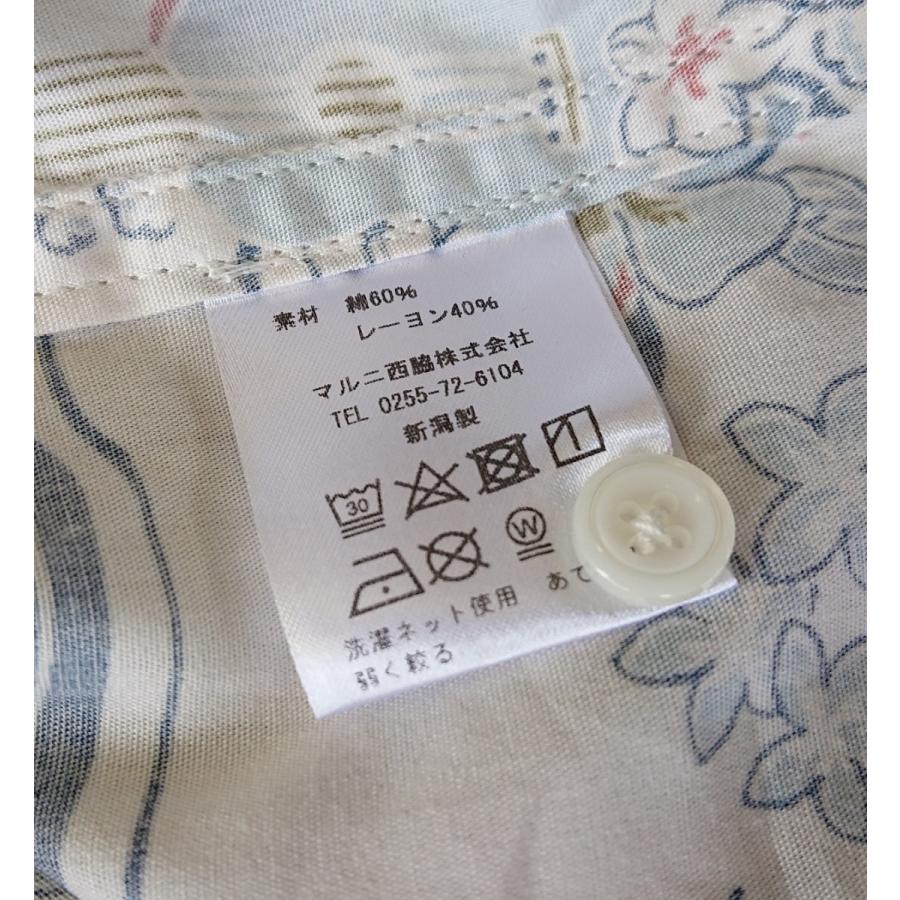 素材 綿60%
レーヨン40%
マルニ西脇株式会社
TEL 0255-72-6104
新潟製
30
W
洗濯ネット使用 あて
弱く絞る